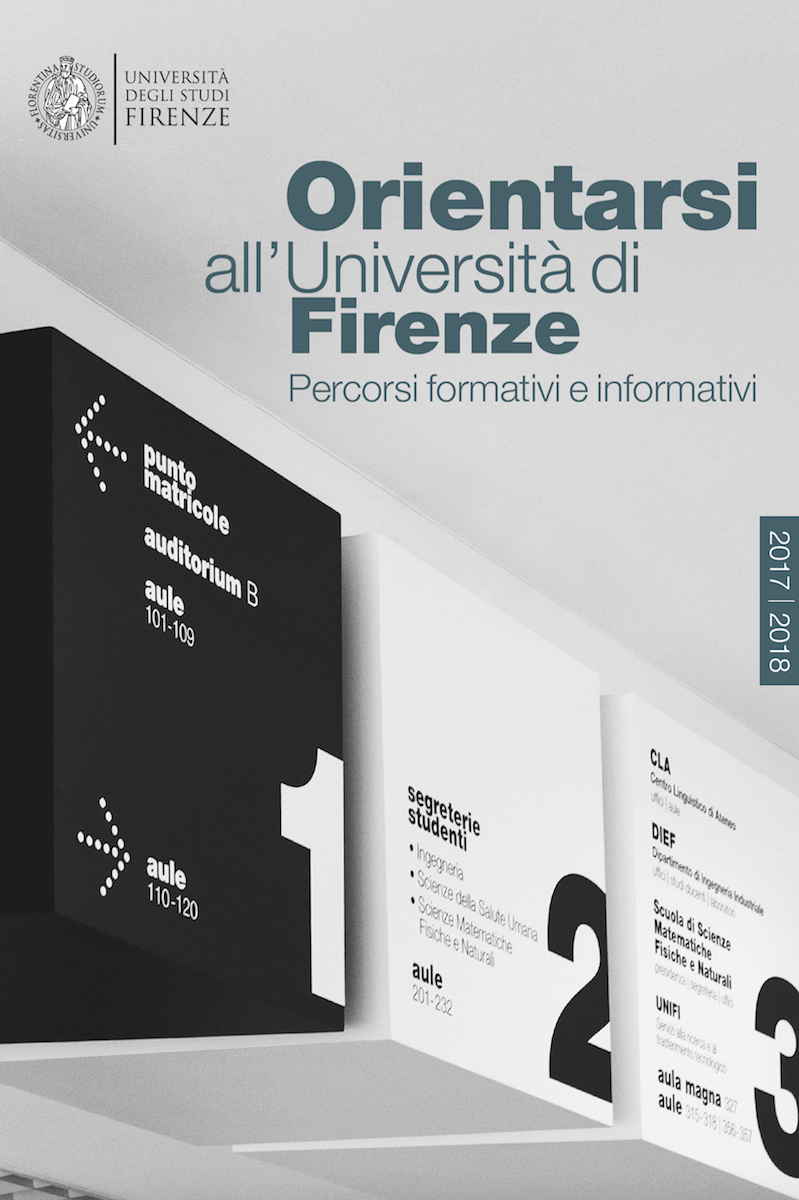 FLORENTINA STUDIORUM UNIVERSITAS
UNIVERSITÀ
DEGLI STUDI
FIRENZE
Orientarsi
all'Università di
Firenze
Percorsi formativi e informativi
2017 | 2018
punto
matricole
auditorium B
aule
101-109
1
aule
110-120
segreterie
studenti
• Ingegneria
• Scienze della Salute Umana
• Scienze Matematiche
Fisiche e Naturali
aule
201-232
2
CLA
Centro Linguistico di Ateneo
uffici | aule
DIEF
Dipartimento di Ingegneria Industriale
uffici | studi docenti | laboratori
Scuola di Scienze
Matematiche
Fisiche e Naturali
presidenza | segreteria | uffici
UNIFI
Servizi alla ricerca e al
trasferimento tecnologico
aula magna 327
aule 315-318 | 356-357
3